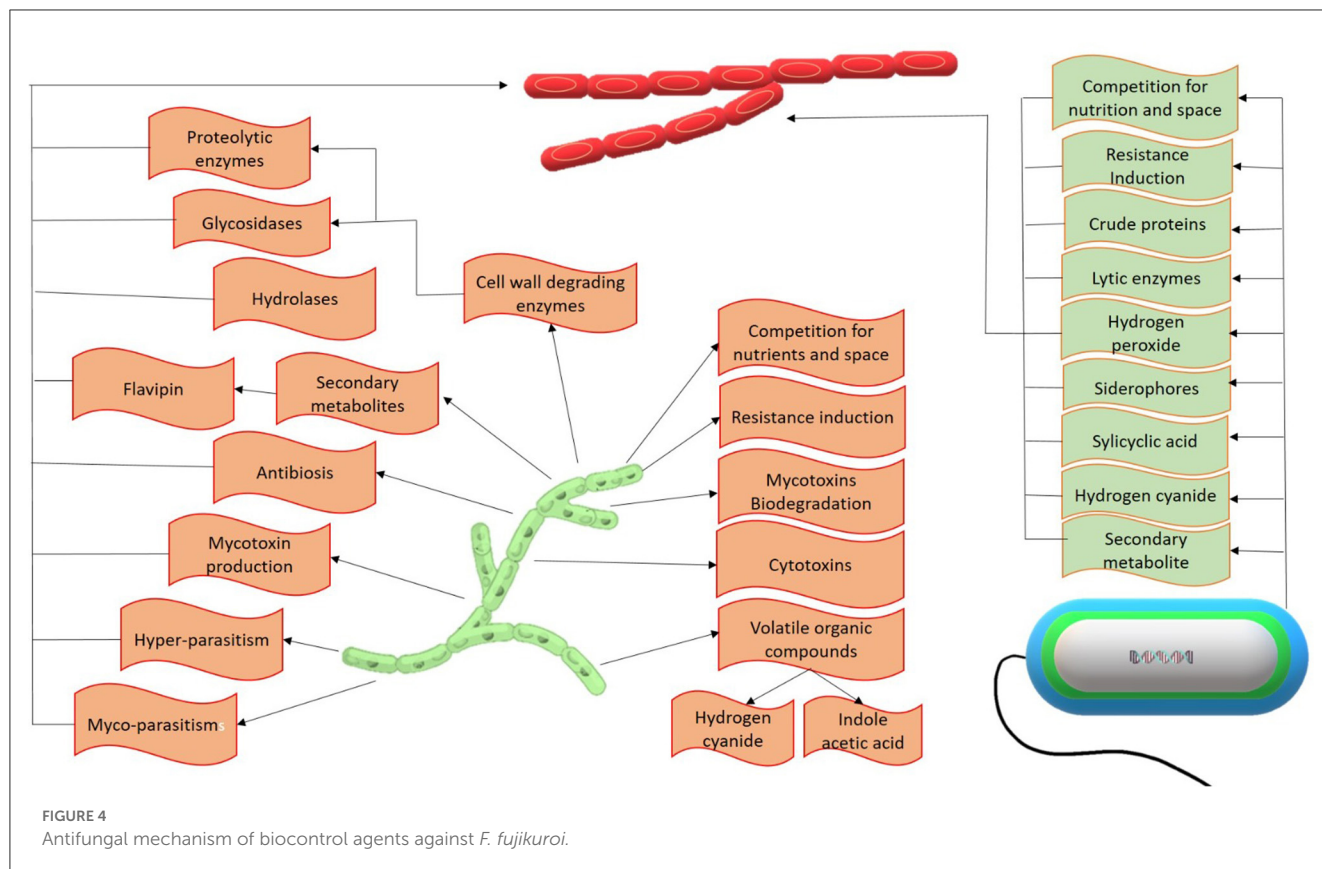 Proteolytic
enzymes
Glycosidases
Hydrolases
Cell wall degrading
enzymes
Flavipin
Secondary
metabolites
Antibiosis
Mycotoxin
production
Hyper-parasitism
Myco-parasitisms
Competition for
nutrients and space
Resistance induction
Mycotoxins
Biodegradation
Cytotoxins
Volatile organic
compounds
Hydrogen
cyanide
Indole
acetic acid
Competition for
nutrition and space
Resistance
Induction
Crude proteins
Lytic enzymes
Hydrogen
peroxide
Siderophores
Sylicyclic acid
Hydrogen cyanide
Secondary
metabolite
FIGURE 4
Antifungal mechanism of biocontrol agents against F. fujikuroi.